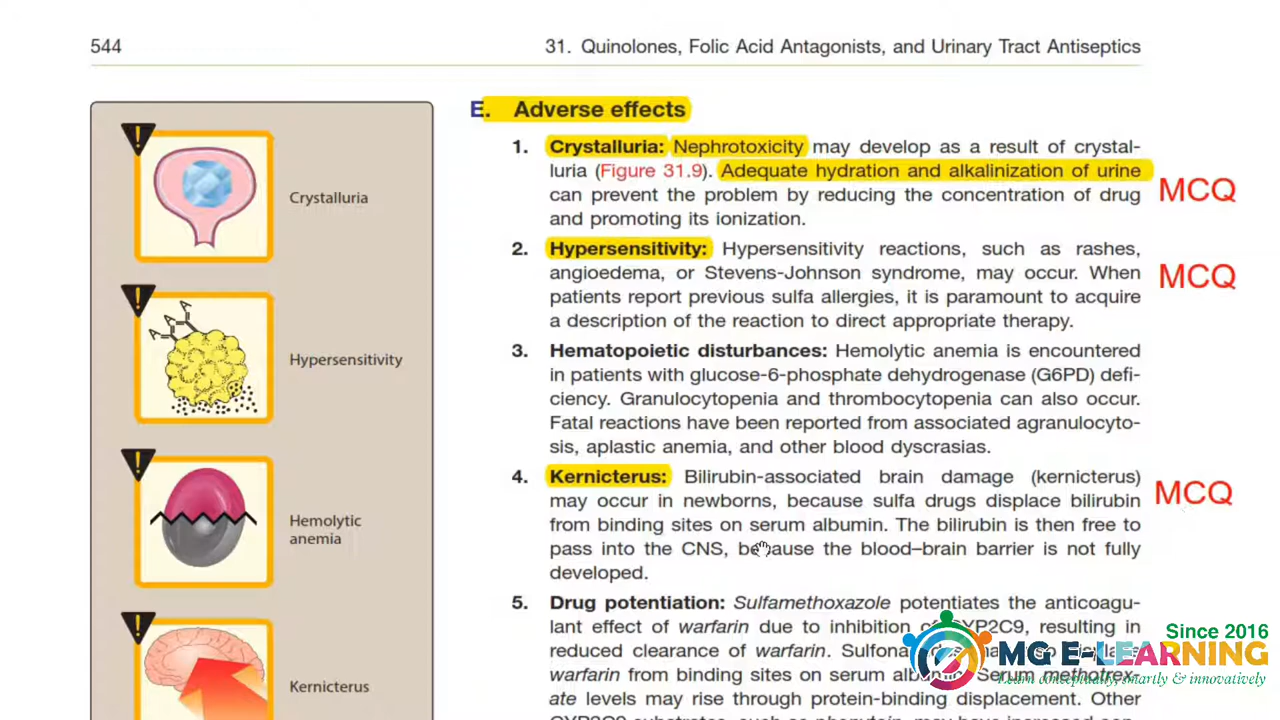 544
31. Quinolones, Folic Acid Antagonists, and Urinary Tract Antiseptics
Crystalluria
Hypersensitivity
Hemolytic
anemia
Kernicterus
E. Adverse effects
1. Crystalluria: Nephrotoxicity may develop as a result of crystal-
luria (Figure 31.9). Adequate hydration and alkalinization of urine
can prevent the problem by reducing the concentration of drug
and promoting its ionization.
MCQ
2. Hypersensitivity: Hypersensitivity reactions, such as rashes,
angioedema, or Stevens-Johnson syndrome, may occur. When
patients report previous sulfa allergies, it is paramount to acquire
a description of the reaction to direct appropriate therapy.
MCQ
3. Hematopoietic disturbances: Hemolytic anemia is encountered
in patients with glucose-6-phosphate dehydrogenase (G6PD) defi-
ciency. Granulocytopenia and thrombocytopenia can also occur.
Fatal reactions have been reported from associated agranulocyto-
sis, aplastic anemia, and other blood dyscrasias.
4. Kernicterus: Bilirubin-associated brain damage (kernicterus)
may occur in newborns, because sulfa drugs displace bilirubin
from binding sites on serum albumin. The bilirubin is then free to
pass into the CNS, because the blood–brain barrier is not fully
developed.
MCQ
5. Drug potentiation: Sulfamethoxazole potentiates the anticoagu-
lant effect of warfarin due to inhibition of CYP2C9, resulting in
reduced clearance of warfarin.
warfarin from binding sites on serum Serum methotrex-
ate levels may rise through protein-binding displacement. Other
Since 2016
MG E-LEARNING
Learn conceptually, smartly & innovatively